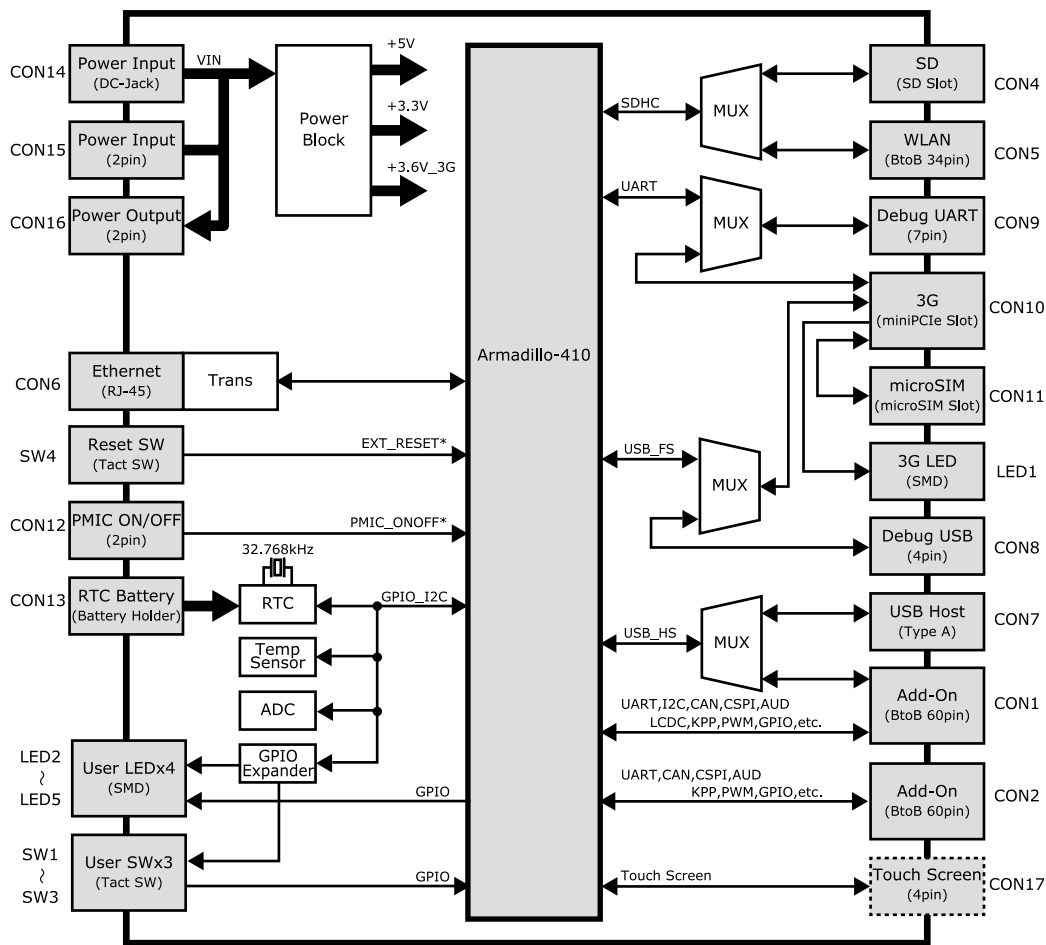 CON14
Power Input
(DC-Jack)
VIN
CON15
Power Input
(2pin)
CON16
Power Output
(2pin)
Power
Block
+5V
+3.3V
+3.6V_3G
CON6
Ethernet
(RJ-45)
Trans
SW4
Reset SW
(Tact SW)
EXT_RESET*
CON12
PMIC ON/OFF
(2pin)
PMIC_ONOFF*
CON13
RTC Battery
(Battery Holder)
32.768kHz
RTC
GPIO_I2C
Temp
Sensor
ADC
GPIO
Expander
LED2
~
LED5
User LEDx4
(SMD)
GPIO
SW1
~
SW3
User SWx3
(Tact SW)
GPIO
Armadillo-410
SDHC
MUX
SD
(SD Slot)
CON4
WLAN
(BtoB 34pin)
CON5
UART
MUX
Debug UART
(7pin)
CON9
3G
(miniPCIe Slot)
CON10
microSIM
(microSIM Slot)
CON11
USB_FS
MUX
3G LED
(SMD)
LED1
Debug USB
(4pin)
CON8
USB_HS
MUX
USB Host
(Type A)
CON7
UART,I2C,CAN,CSPI,AUD
LCDC,KPP,PWM,GPIO,etc.
Add-On
(BtoB 60pin)
CON1
UART,CAN,CSPI,AUD
KPP,PWM,GPIO,etc.
Add-On
(BtoB 60pin)
CON2
Touch Screen
Touch Screen
(4pin)
CON17